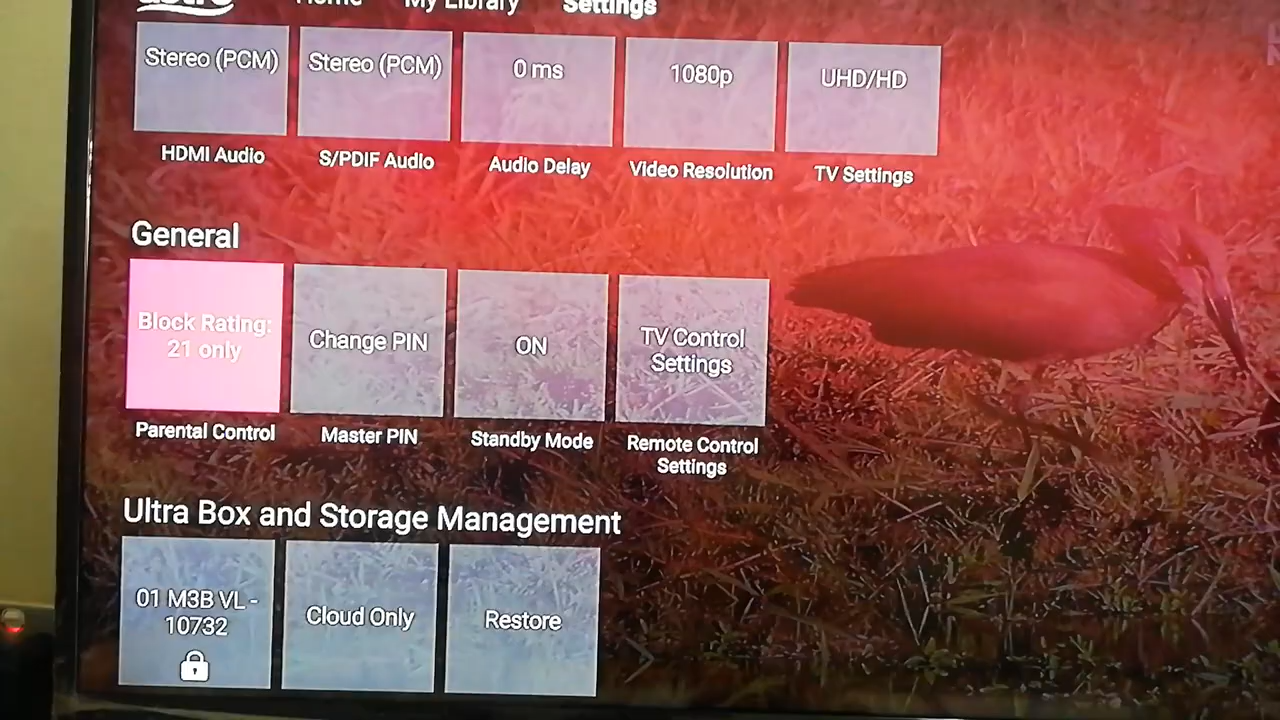 astro Home My Library Settings
Stereo (PCM) Stereo (PCM) 0 ms 1080p UHD/HD
HDMI Audio S/PDIF Audio Audio Delay Video Resolution TV Settings
General
Block Rating:
21 only
Change PIN
ON
TV Control
Settings
Parental Control Master PIN Standby Mode Remote Control
Settings
Ultra Box and Storage Management
01 M3B VL -
10732
Cloud Only
Restore